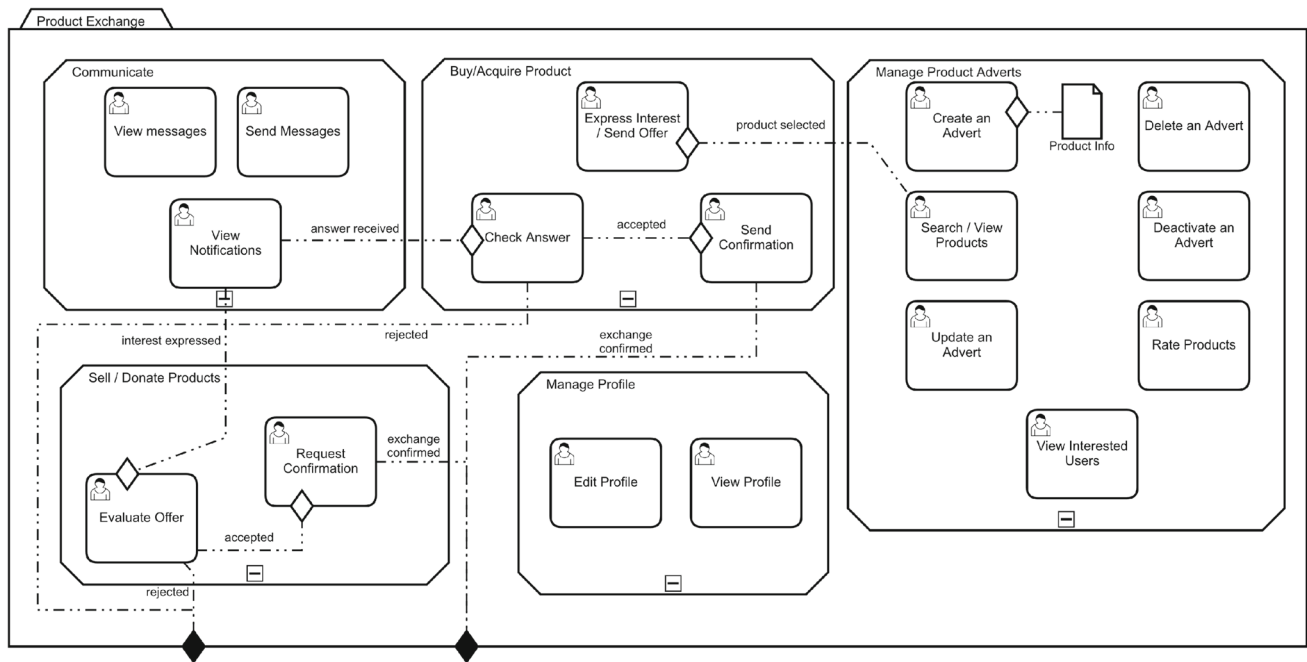 Product Exchange
Communicate
View messages
Send Messages
View
Notifications
answer received
interest expressed
Buy/Acquire Product
Express Interest
/ Send Offer
product selected
Check Answer
accepted
Send
Confirmation
rejected
exchange
confirmed
Manage Product Adverts
Create an
Advert
Product Info
Delete an Advert
Search / View
Products
Deactivate an
Advert
Update an
Advert
Rate Products
View Interested
Users
Sell / Donate Products
Request
Confirmation
exchange
confirmed
Evaluate Offer
accepted
rejected
Manage Profile
Edit Profile
View Profile